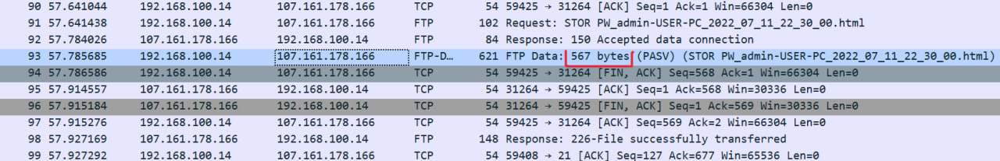 90 57.641044 192.168.100.14 107.161.178.166 TCP 54 59425 → 31264 [ACK] Seq=1 Ack=1 Win=66304 Len=0
91 57.641438 192.168.100.14 107.161.178.166 FTP 102 Request: STOR PW_admin-USER-PC_2022_07_11_22_30_00.html
92 57.784026 107.161.178.166 192.168.100.14 FTP 84 Response: 150 Accepted data connection
93 57.785685 192.168.100.14 107.161.178.166 FTP-D… 621 FTP Data: 567 bytes (PASV) (STOR PW_admin-USER-PC_2022_07_11_22_30_00.html)
94 57.786586 192.168.100.14 107.161.178.166 TCP 54 59425 → 31264 [FIN, ACK] Seq=568 Ack=1 Win=66304 Len=0
95 57.914557 107.161.178.166 192.168.100.14 TCP 54 31264 → 59425 [ACK] Seq=1 Ack=568 Win=30336 Len=0
96 57.915184 107.161.178.166 192.168.100.14 TCP 54 31264 → 59425 [FIN, ACK] Seq=1 Ack=569 Win=30336 Len=0
97 57.915276 192.168.100.14 107.161.178.166 TCP 54 59425 → 31264 [ACK] Seq=569 Ack=2 Win=66304 Len=0
98 57.927169 107.161.178.166 192.168.100.14 FTP 148 Response: 226-File successfully transferred
99 57.927292 192.168.100.14 107.161.178.166 TCP 54 59408 → 21 [ACK] Seq=127 Ack=677 Win=65536 Len=0